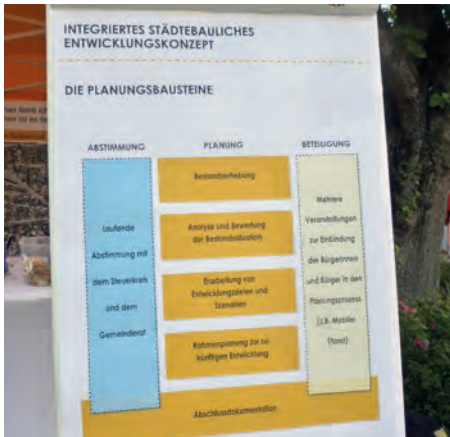 INTEGRIERTES STÄDTEBAULICHES
ENTWICKLUNGSKONZEPT
DIE PLANUNGSBAUSTEINE
ABSTIMMUNG
PLANUNG
BETEILIGUNG
Laufende
Abstimmung mit
dem Steuerkreis
und dem
Gemeinderat
Bestandserhebung
Analyse und Bewertung
der Bestandssituation
Erarbeitung von
Entwicklungszielen und
Szenarien
Rahmenplanung zur zu-
künftigen Entwicklung
Mehrere
Veranstaltungen
zur Einbindung
der Bürgerinnen
und Bürger in den
Planungsprozess
(z.B. Mobiler
Stand)
Abschlussdokumentation